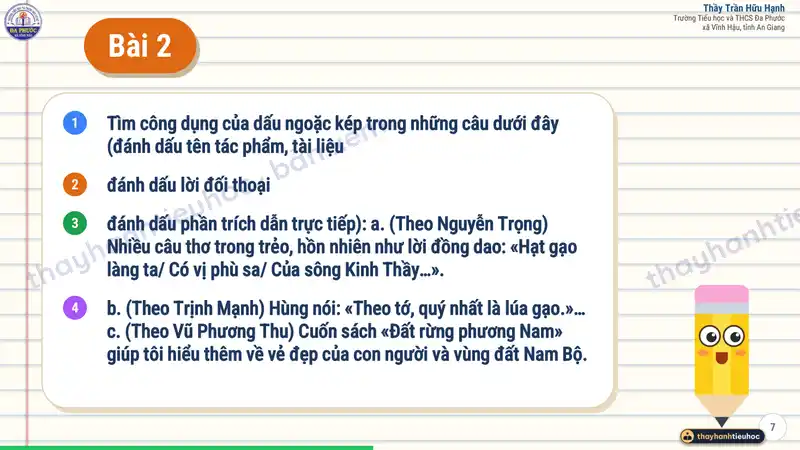 Thầy Trần Hữu Hạnh
Trường Tiểu học và THCS Đa Phước
xã Vĩnh Hậu, tỉnh An Giang
ĐA PHƯỚC
Bài 2
1
Tìm công dụng của dấu ngoặc kép trong những câu dưới đây
(đánh dấu tên tác phẩm, tài liệu
2
đánh dấu lời đối thoại
3
đánh dấu phần trích dẫn trực tiếp): a. (Theo Nguyễn Trọng)
Nhiều câu thơ trong trẻo, hồn nhiên như lời đồng dao: «Hạt gạo
làng ta/ Có vị phù sa/ Của sông Kinh Thầy…».
4
b. (Theo Trịnh Mạnh) Hùng nói: «Theo tớ, quý nhất là lúa gạo.»…
c. (Theo Vũ Phương Thu) Cuốn sách «Đất rừng phương Nam»
giúp tôi hiểu thêm về vẻ đẹp của con người và vùng đất Nam Bộ.
thayhanhtieuhoc
7